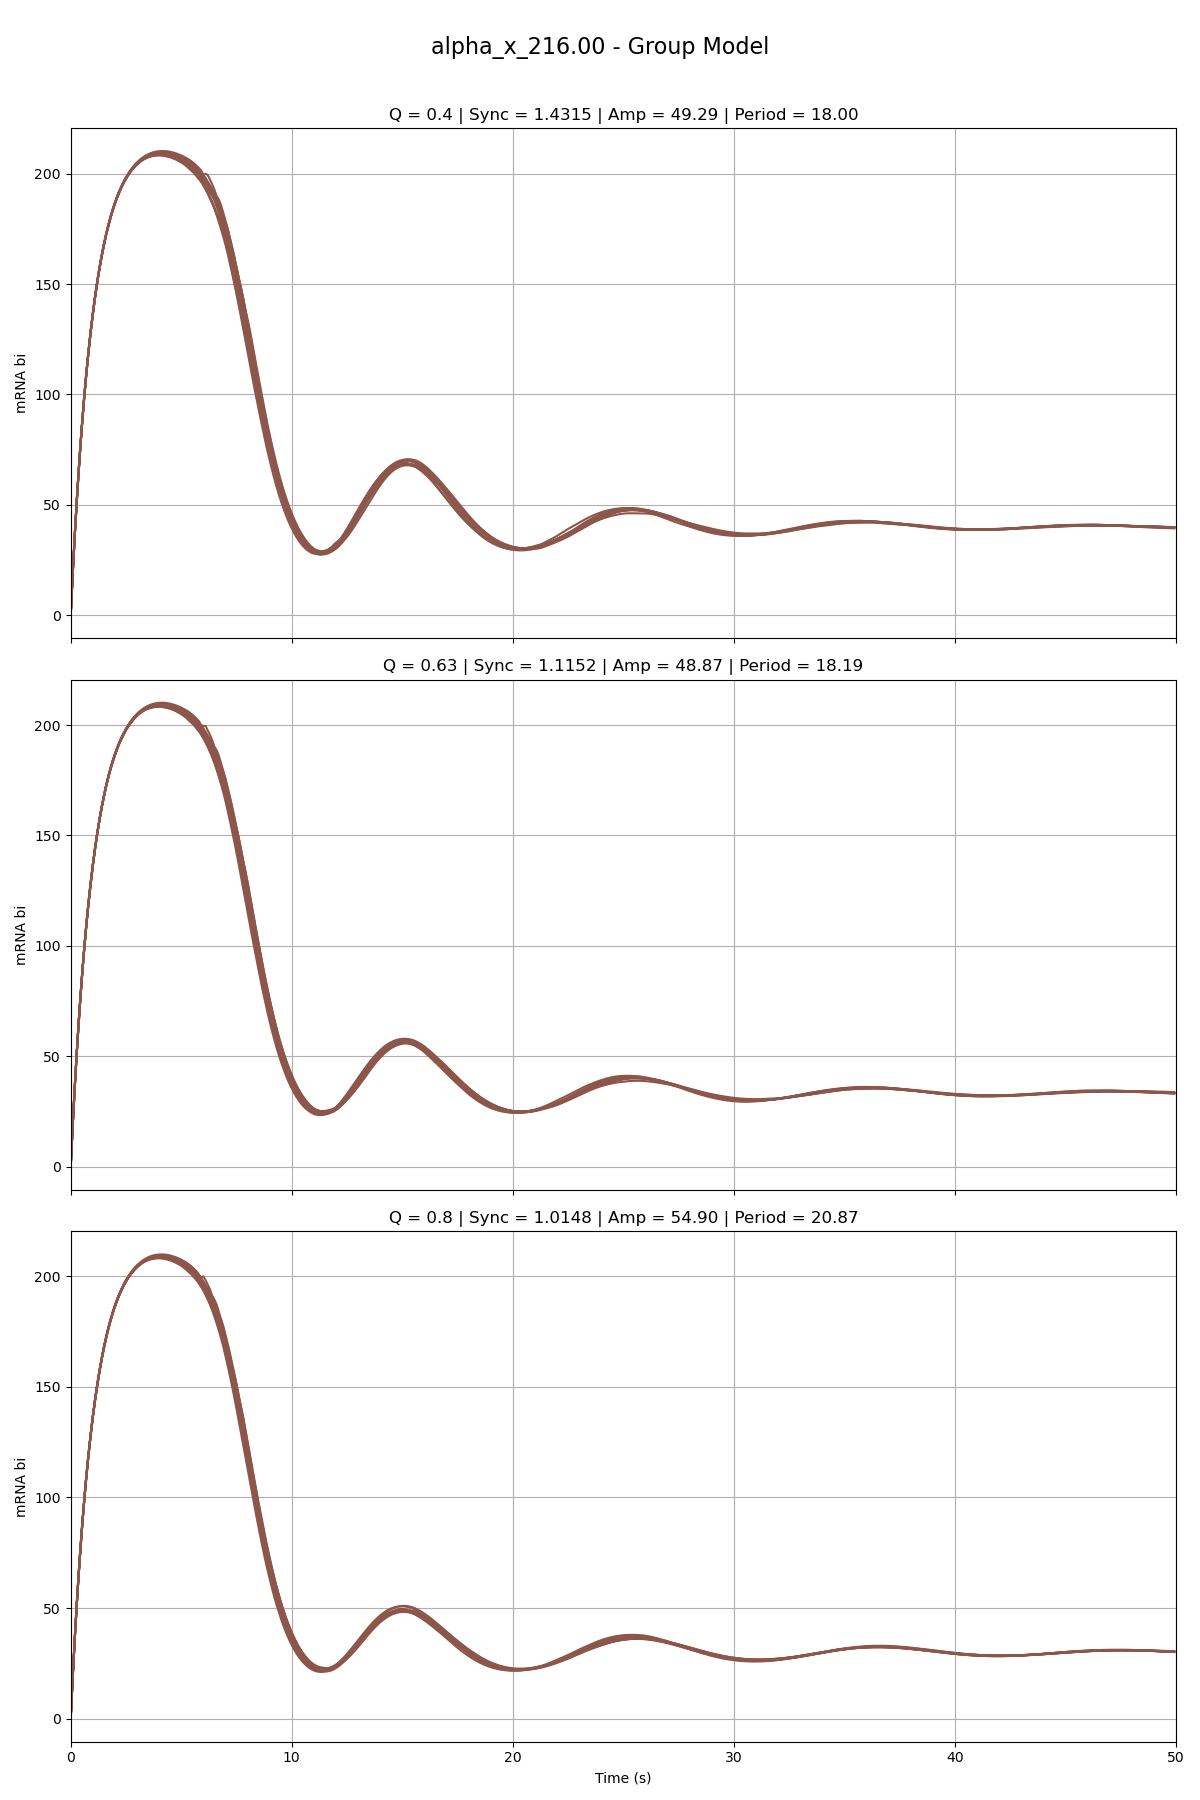 alpha_x_216.00 - Group Model
Q = 0.4 | Sync = 1.4315 | Amp = 49.29 | Period = 18.00
200
150
100
50
0
mRNA bi
Q = 0.63 | Sync = 1.1152 | Amp = 48.87 | Period = 18.19
200
150
100
50
0
mRNA bi
Q = 0.8 | Sync = 1.0148 | Amp = 54.90 | Period = 20.87
200
150
100
50
0
mRNA bi
0 10 20 30 40 50
Time (s)